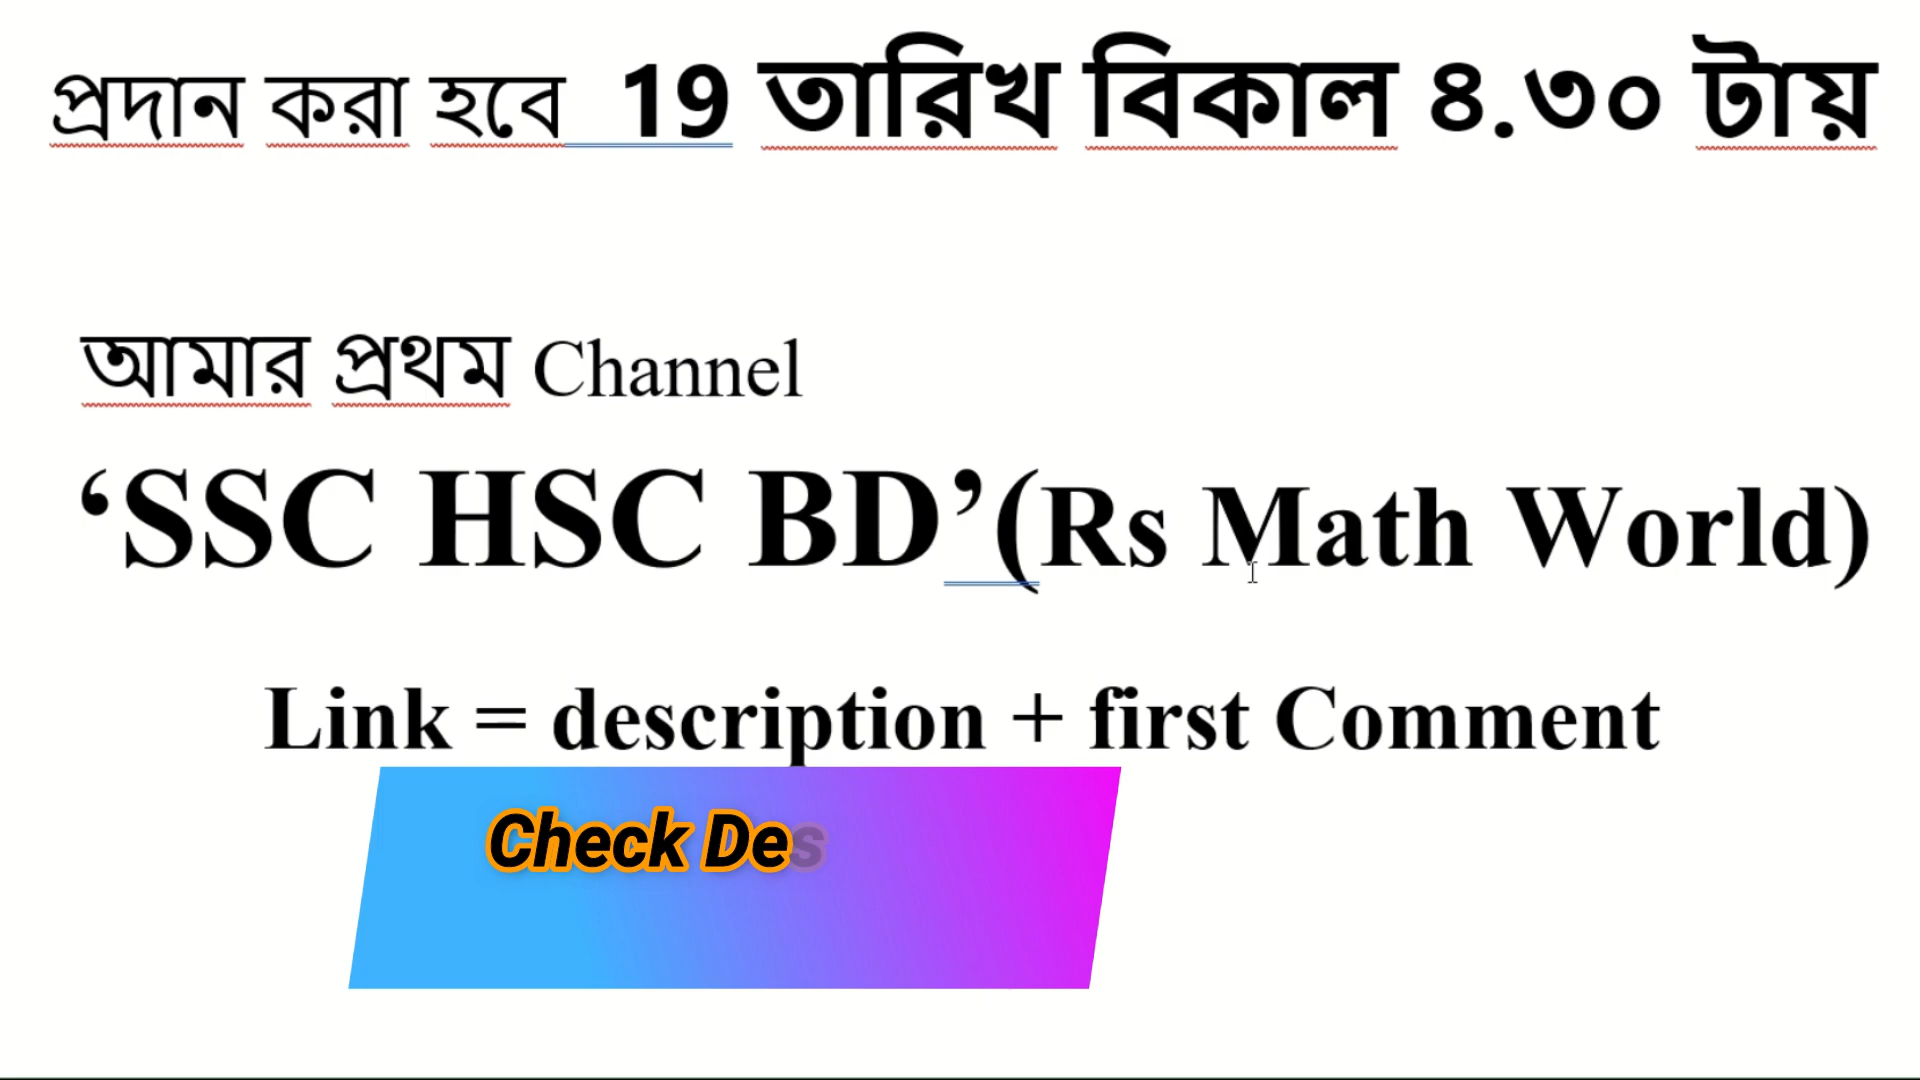 প্রদান করা হবে 19 তারিখ বিকাল ৪.৩০ টায়
আমার প্রথম Channel
‘SSC HSC BD’(Rs Math World)
Link = description + first Comment
Check Des